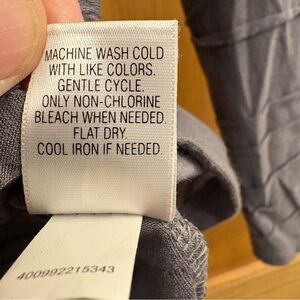 MACHINE WASH COLD
WITH LIKE COLORS.
GENTLE CYCLE.
ONLY NON-CHLORINE
BLEACH WHEN NEEDED.
FLAT DRY.
COOL IRON IF NEEDED.
400992215343